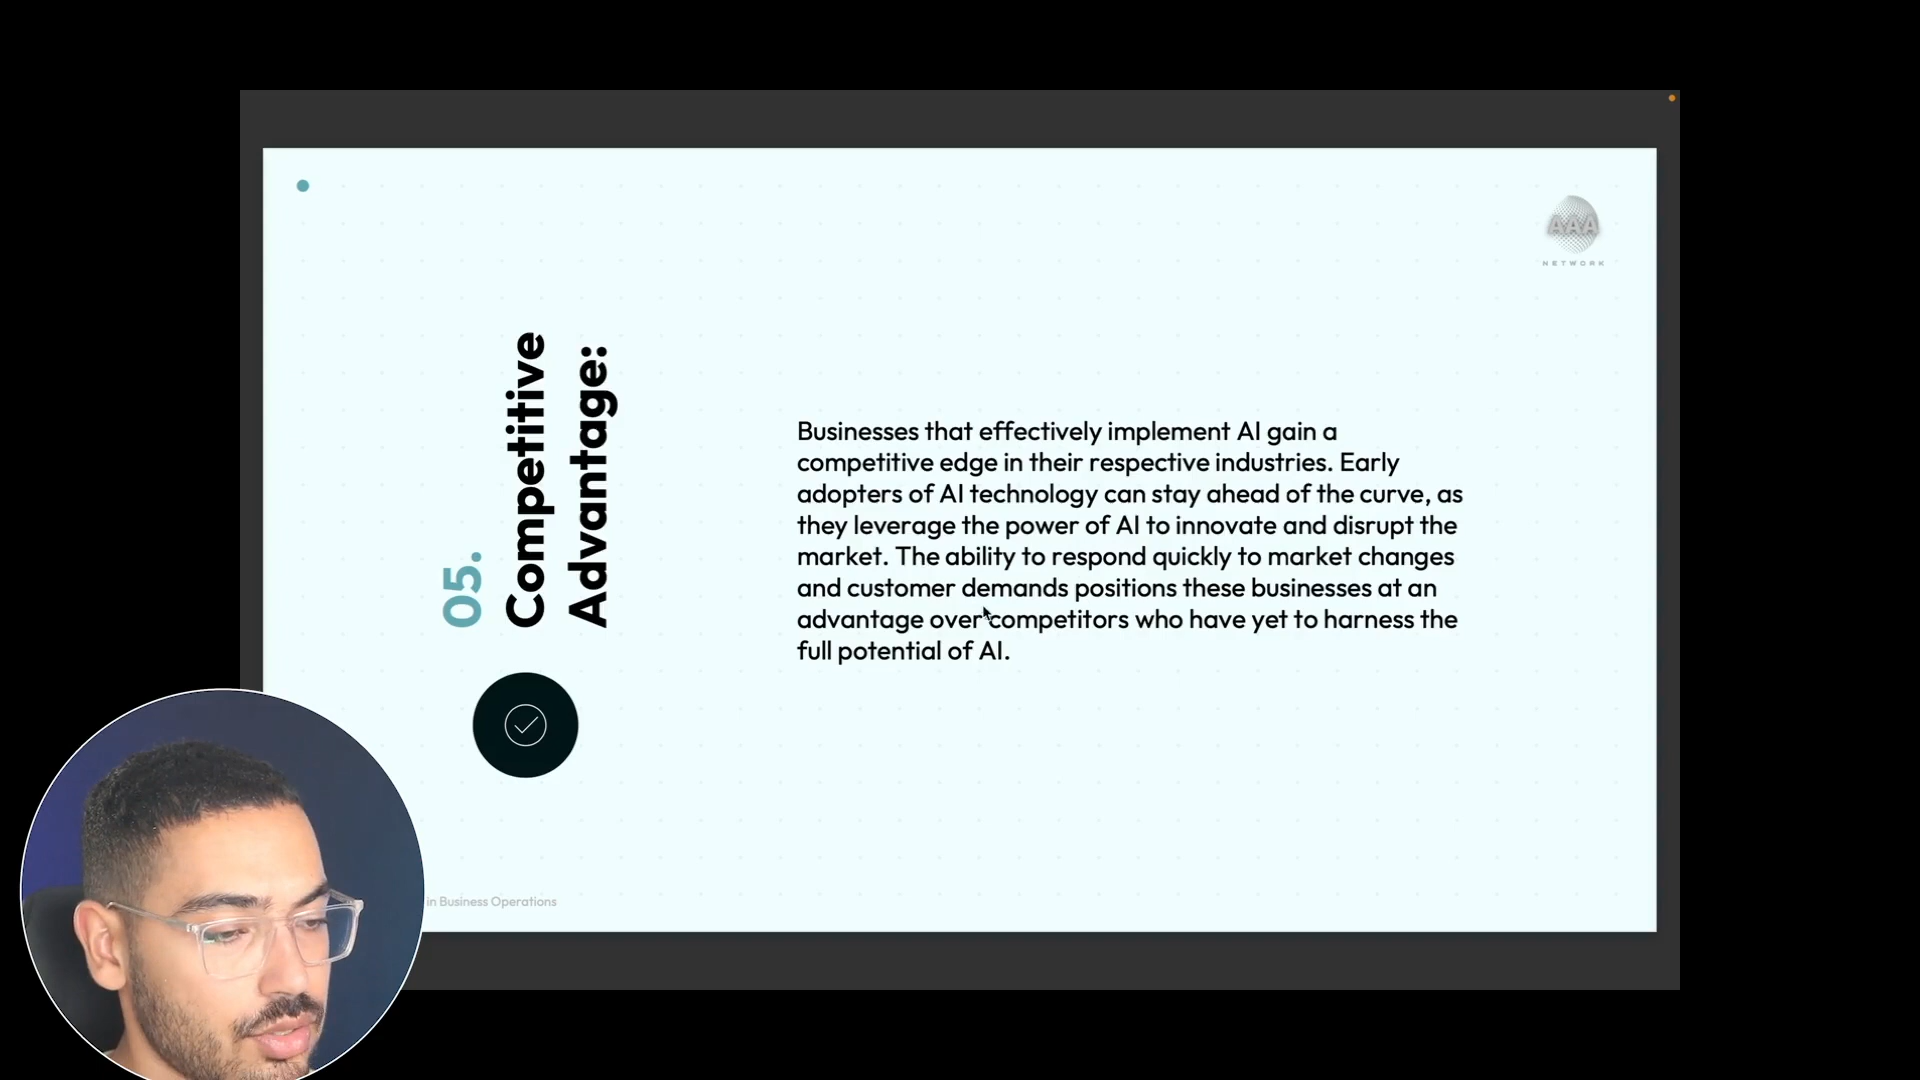 AAA
NETWORK
05.
Competitive
Advantage:
Businesses that effectively implement AI gain a
competitive edge in their respective industries. Early
adopters of AI technology can stay ahead of the curve, as
they leverage the power of AI to innovate and disrupt the
market. The ability to respond quickly to market changes
and customer demands positions these businesses at an
advantage over competitors who have yet to harness the
full potential of AI.
in Business Operations